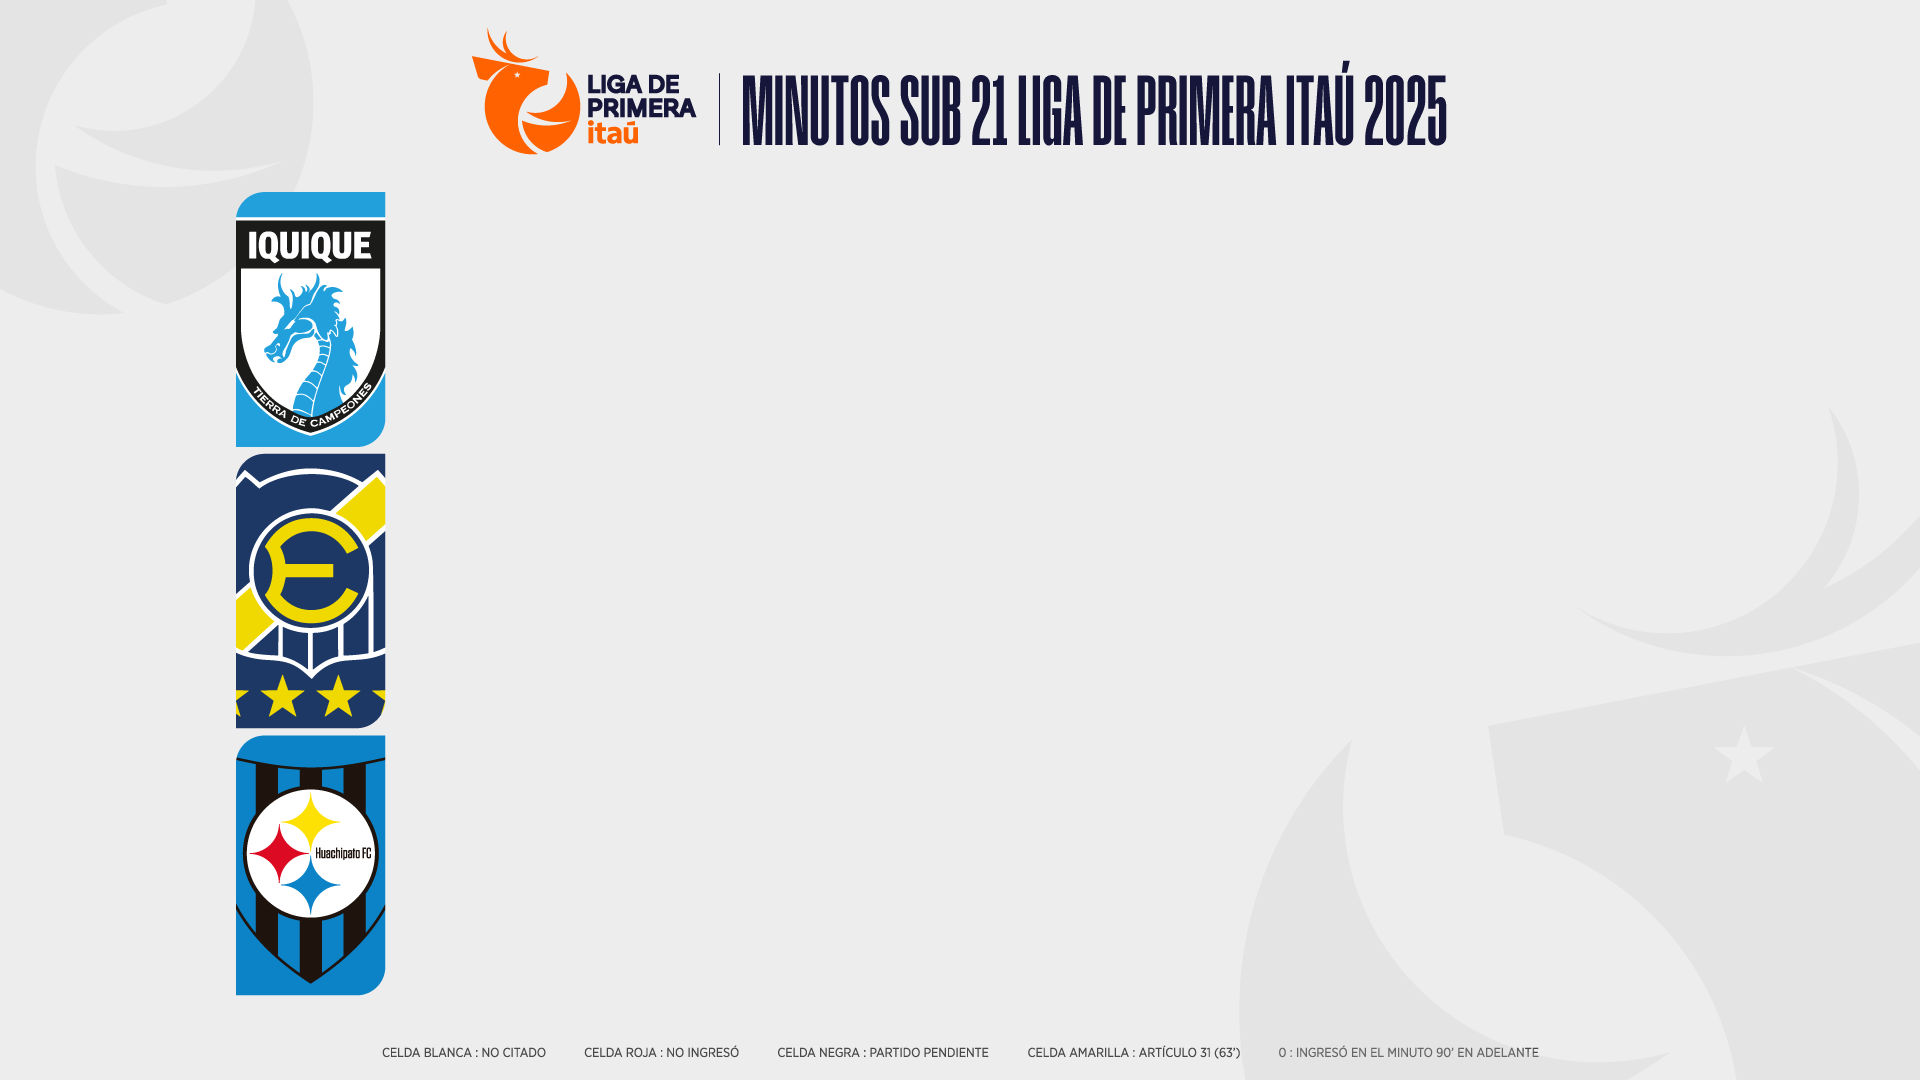 LIGA DE
PRIMERA
itaú
MINUTOS SUB 21 LIGA DE PRIMERA ITAÚ 2025
IQUIQUE
TIERRA DE CAMPEONES
E
Huachipato FC
CELDA BLANCA : NO CITADO
CELDA ROJA : NO INGRESÓ
CELDA NEGRA : PARTIDO PENDIENTE
CELDA AMARILLA : ARTÍCULO 31 (63')
0 : INGRESÓ EN EL MINUTO 90' EN ADELANTE